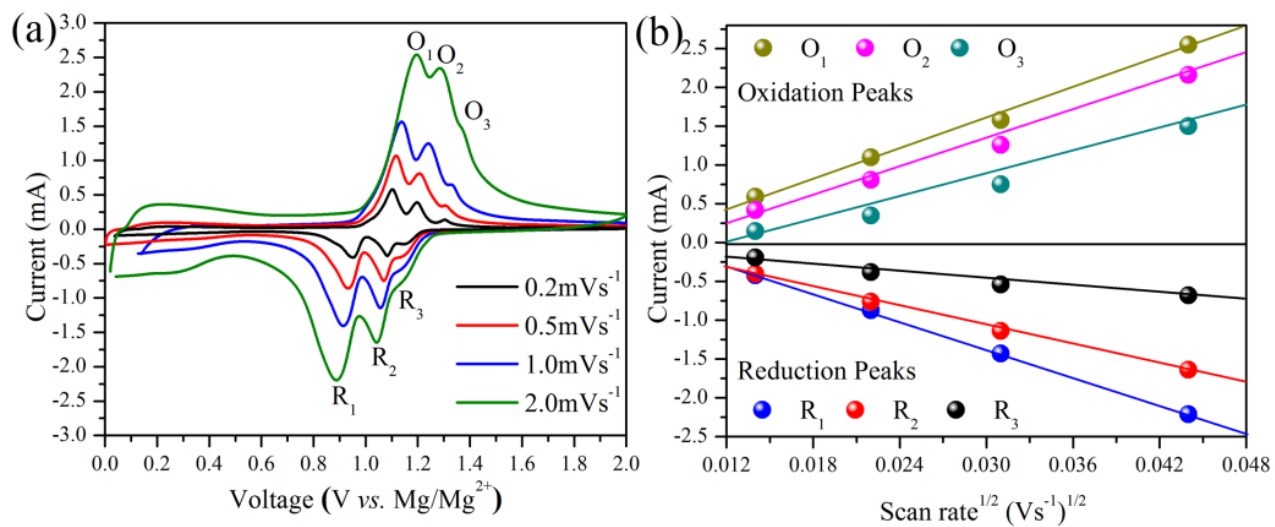 (a)
3.0
2.5
2.0
1.5
1.0
0.5
0.0
-0.5
-1.0
-1.5
-2.0
-2.5
-3.0
Current (mA)
O₁ O₂
O₃
R₁
R₂
R₃
0.2mVs⁻¹
0.5mVs⁻¹
1.0mVs⁻¹
2.0mVs⁻¹
0.0 0.2 0.4 0.6 0.8 1.0 1.2 1.4 1.6 1.8 2.0
Voltage (V vs. Mg/Mg²⁺)
(b)
2.5
2.0
1.5
1.0
0.5
0.0
-0.5
-1.0
-1.5
-2.0
-2.5
Current (mA)
O₁ O₂ O₃
Oxidation Peaks
Reduction Peaks
R₁ R₂ R₃
0.012 0.018 0.024 0.030 0.036 0.042 0.048
Scan rate¹ᐟ² (Vs⁻¹)¹ᐟ²